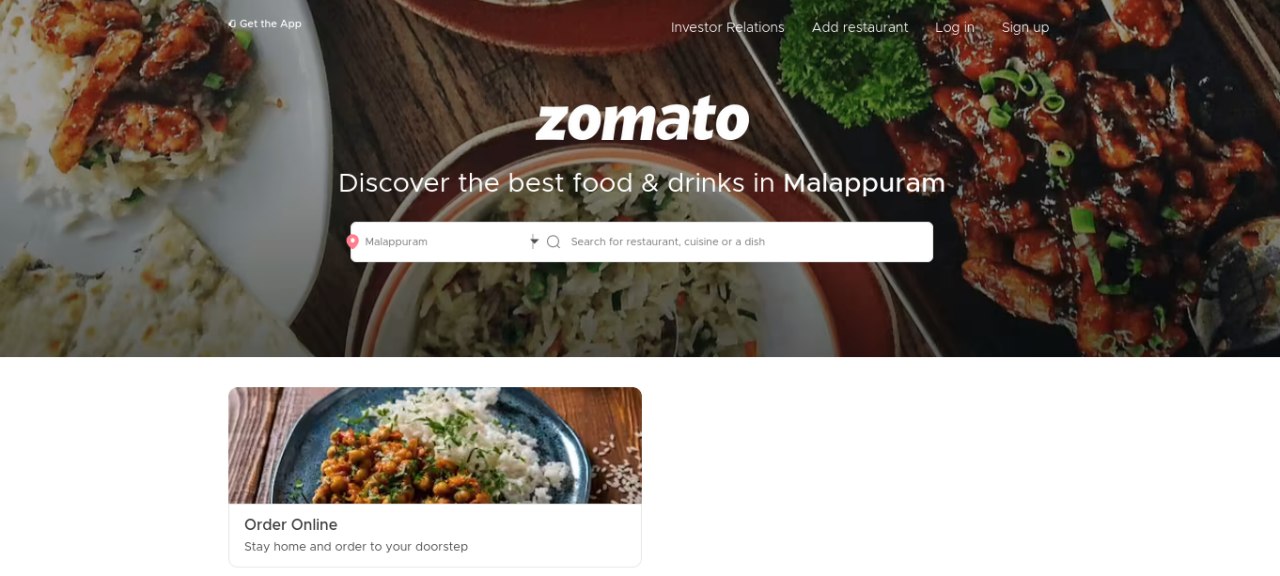 Get the App
Investor Relations
Add restaurant
Log in
Sign up
zomato
Discover the best food & drinks in Malappuram
Malappuram
Search for restaurant, cuisine or a dish
Order Online
Stay home and order to your doorstep